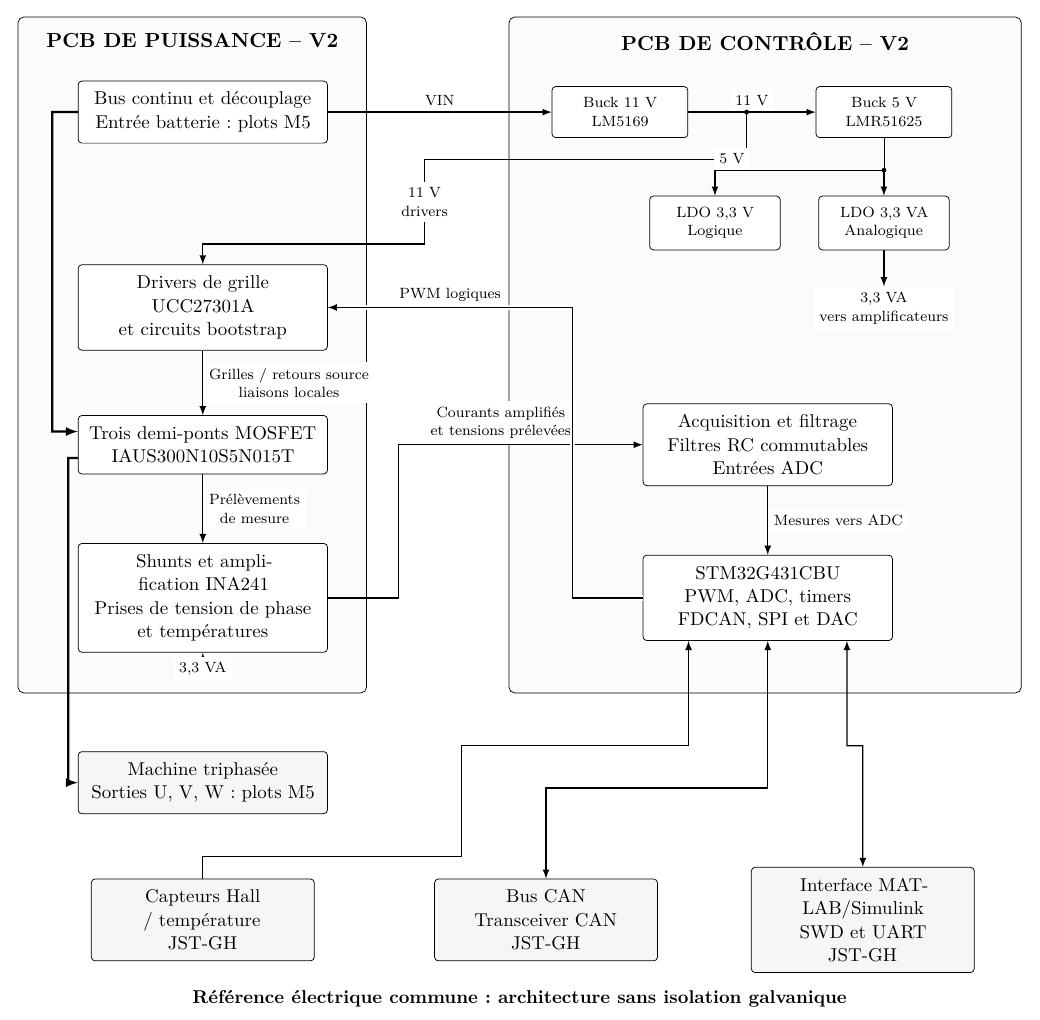 PCB DE PUISSANCE – V2
PCB DE CONTRÔLE – V2
Bus continu et découplage
Entrée batterie : plots M5
VIN
Buck 11 V
LM5169
11 V
Buck 5 V
LMR51625
5 V
11 V
drivers
LDO 3,3 V
Logique
LDO 3,3 VA
Analogique
Drivers de grille
UCC27301A
et circuits bootstrap
PWM logiques
3,3 VA
vers amplificateurs
Grilles / retours source
liaisons locales
Trois demi-ponts MOSFET
IAUS300N10S5N015T
Courants amplifiés
et tensions prélevées
Acquisition et filtrage
Filtres RC commutables
Entrées ADC
Prélèvements
de mesure
Mesures vers ADC
Shunts et ampli-
fication INA241
Prises de tension de phase
et températures
STM32G431CBU
PWM, ADC, timers
FDCAN, SPI et DAC
3,3 VA
Machine triphasée
Sorties U, V, W : plots M5
Capteurs Hall
/ température
JST-GH
Bus CAN
Transceiver CAN
JST-GH
Interface MAT-
LAB/Simulink
SWD et UART
JST-GH
Référence électrique commune : architecture sans isolation galvanique